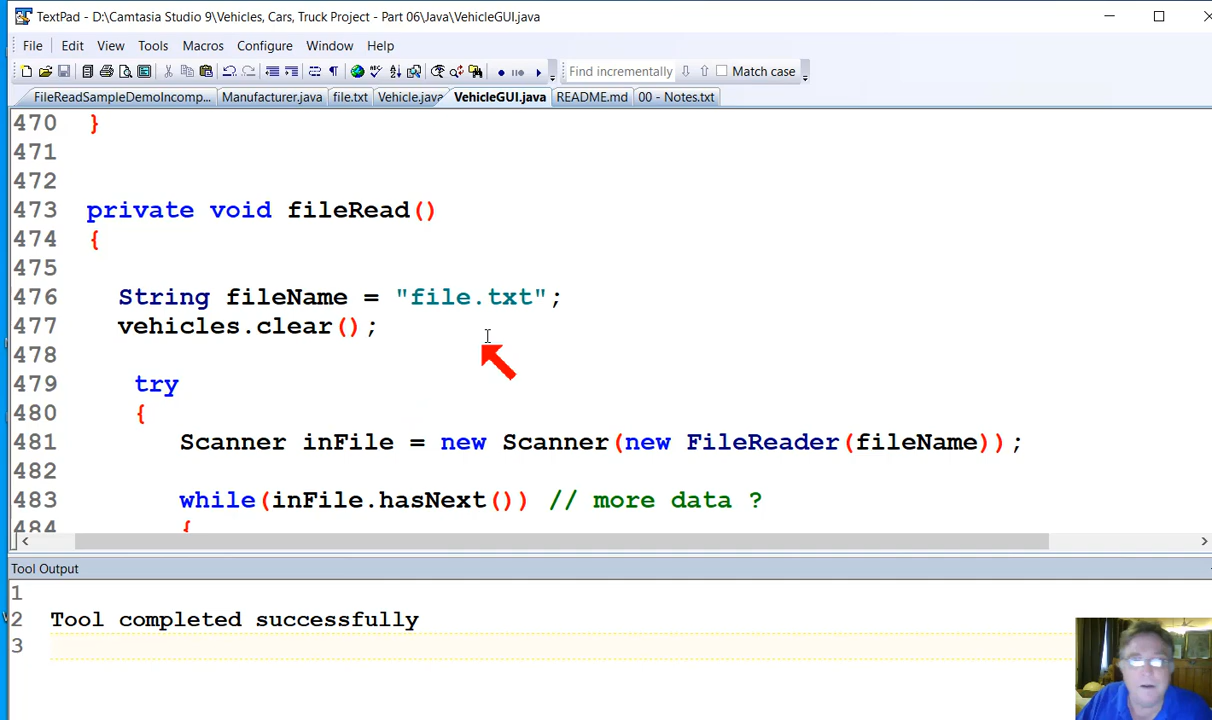 TextPad - D:\Camtasia Studio 9\Vehicles, Cars, Truck Project - Part 06\Java\VehicleGUI.java
File Edit View Tools Macros Configure Window Help
Find incrementally Match case
FileReadSampleDemoIncomp... Manufacturer.java file.txt Vehicle.java VehicleGUI.java README.md 00 - Notes.txt
470 }
471
472
473 private void fileRead()
474 {
475
476 String fileName = "file.txt";
477 vehicles.clear();
478
479 try
480 {
481 Scanner inFile = new Scanner(new FileReader(fileName));
482
483 while(inFile.hasNext()) // more data ?
484 {
Tool Output
1
2 Tool completed successfully
3